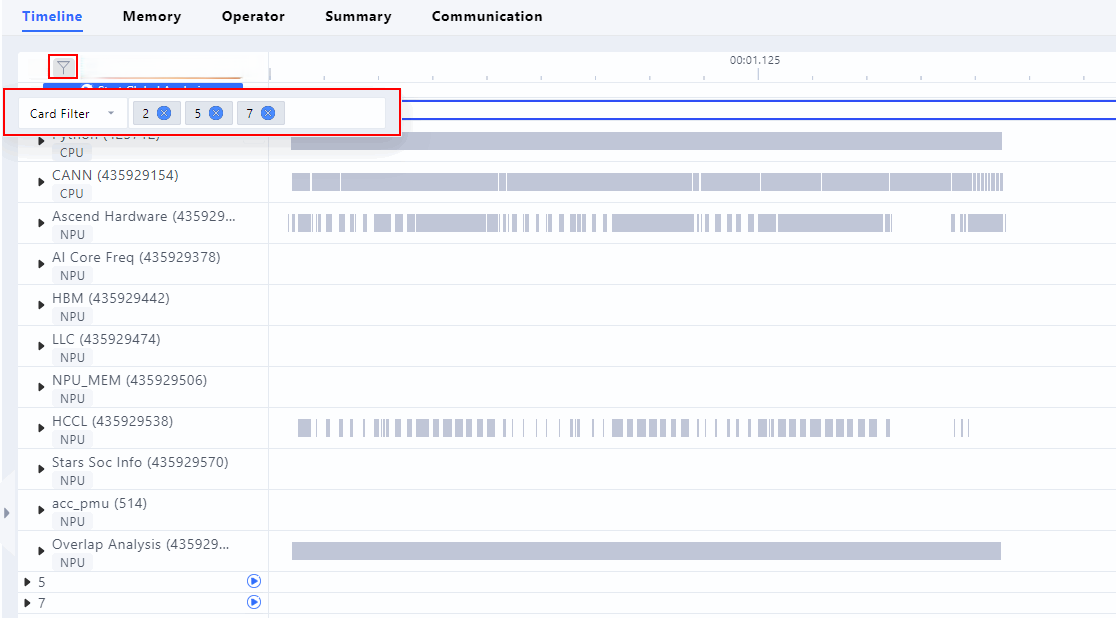 Timeline Memory Operator Summary Communication
00:01.125
Card Filter 2 5 7
CPU
CANN (435929154)
CPU
Ascend Hardware (435929...
NPU
AI Core Freq (435929378)
NPU
HBM (435929442)
NPU
LLC (435929474)
NPU
NPU_MEM (435929506)
NPU
HCCL (435929538)
NPU
Stars Soc Info (435929570)
NPU
acc_pmu (514)
NPU
Overlap Analysis (435929...
NPU
5
7